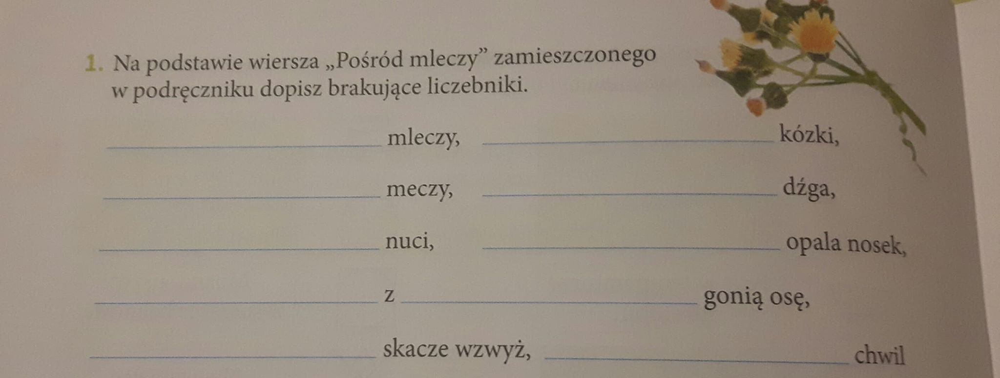 1. Na podstawie wiersza „Pośród mleczy” zamieszczonego
w podręczniku dopisz brakujące liczebniki.
mleczy, kózki,
meczy, dźga,
nuci, opala nosek,
z gonią osę,
skacze wzwyż, chwil